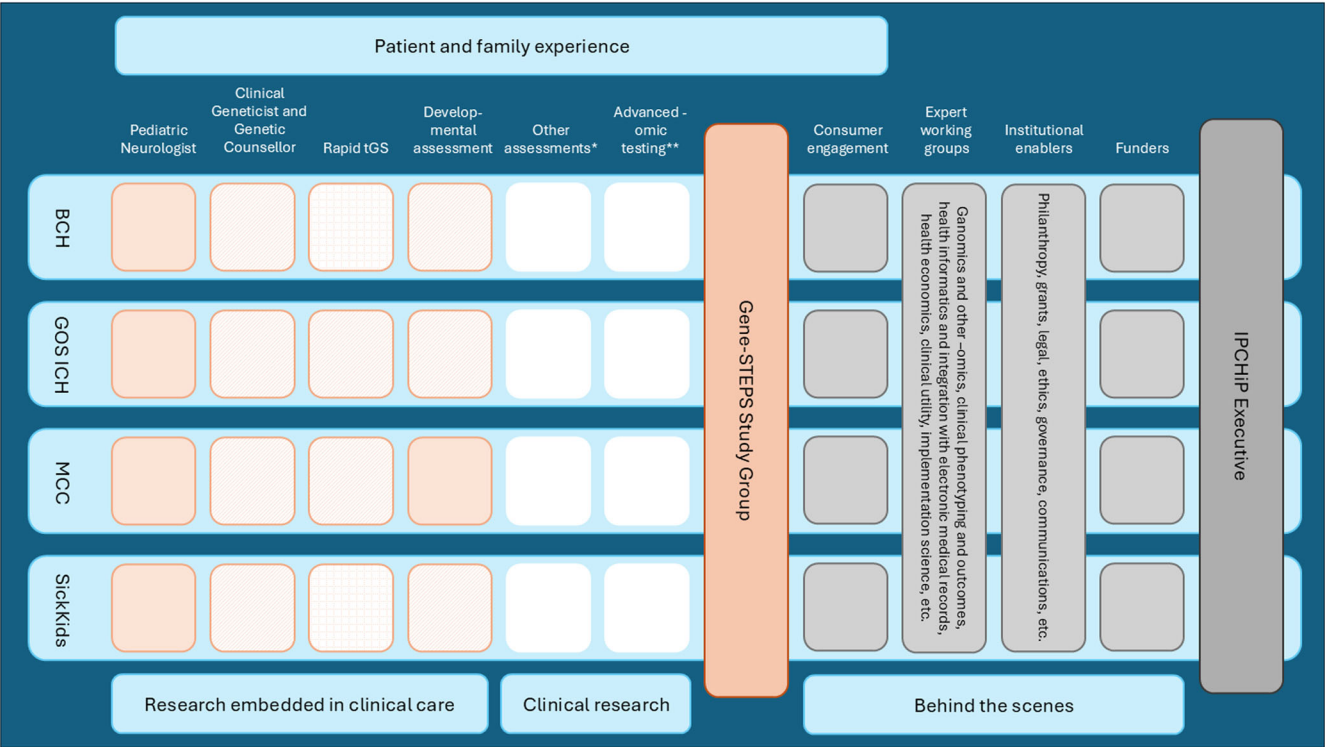 Patient and family experience
Pediatric
Neurologist
Clinical
Geneticist and
Genetic
Counsellor
Rapid tGS
Develop-
mental
assessment
Other
assessments*
Advanced -
omic
testing**
Consumer
engagement
Expert
working
groups
Institutional
enablers
Funders
BCH
GOS ICH
MCC
SickKids
Gene-STEPS Study Group
Ganomics and other –omics, clinical phenotyping and outcomes,
health informatics and integration with electronic medical records,
health economics, clinical utility, implementation science, etc.
Philanthropy, grants, legal, ethics, governance, communications, etc.
IPCHiP Executive
Research embedded in clinical care
Clinical research
Behind the scenes